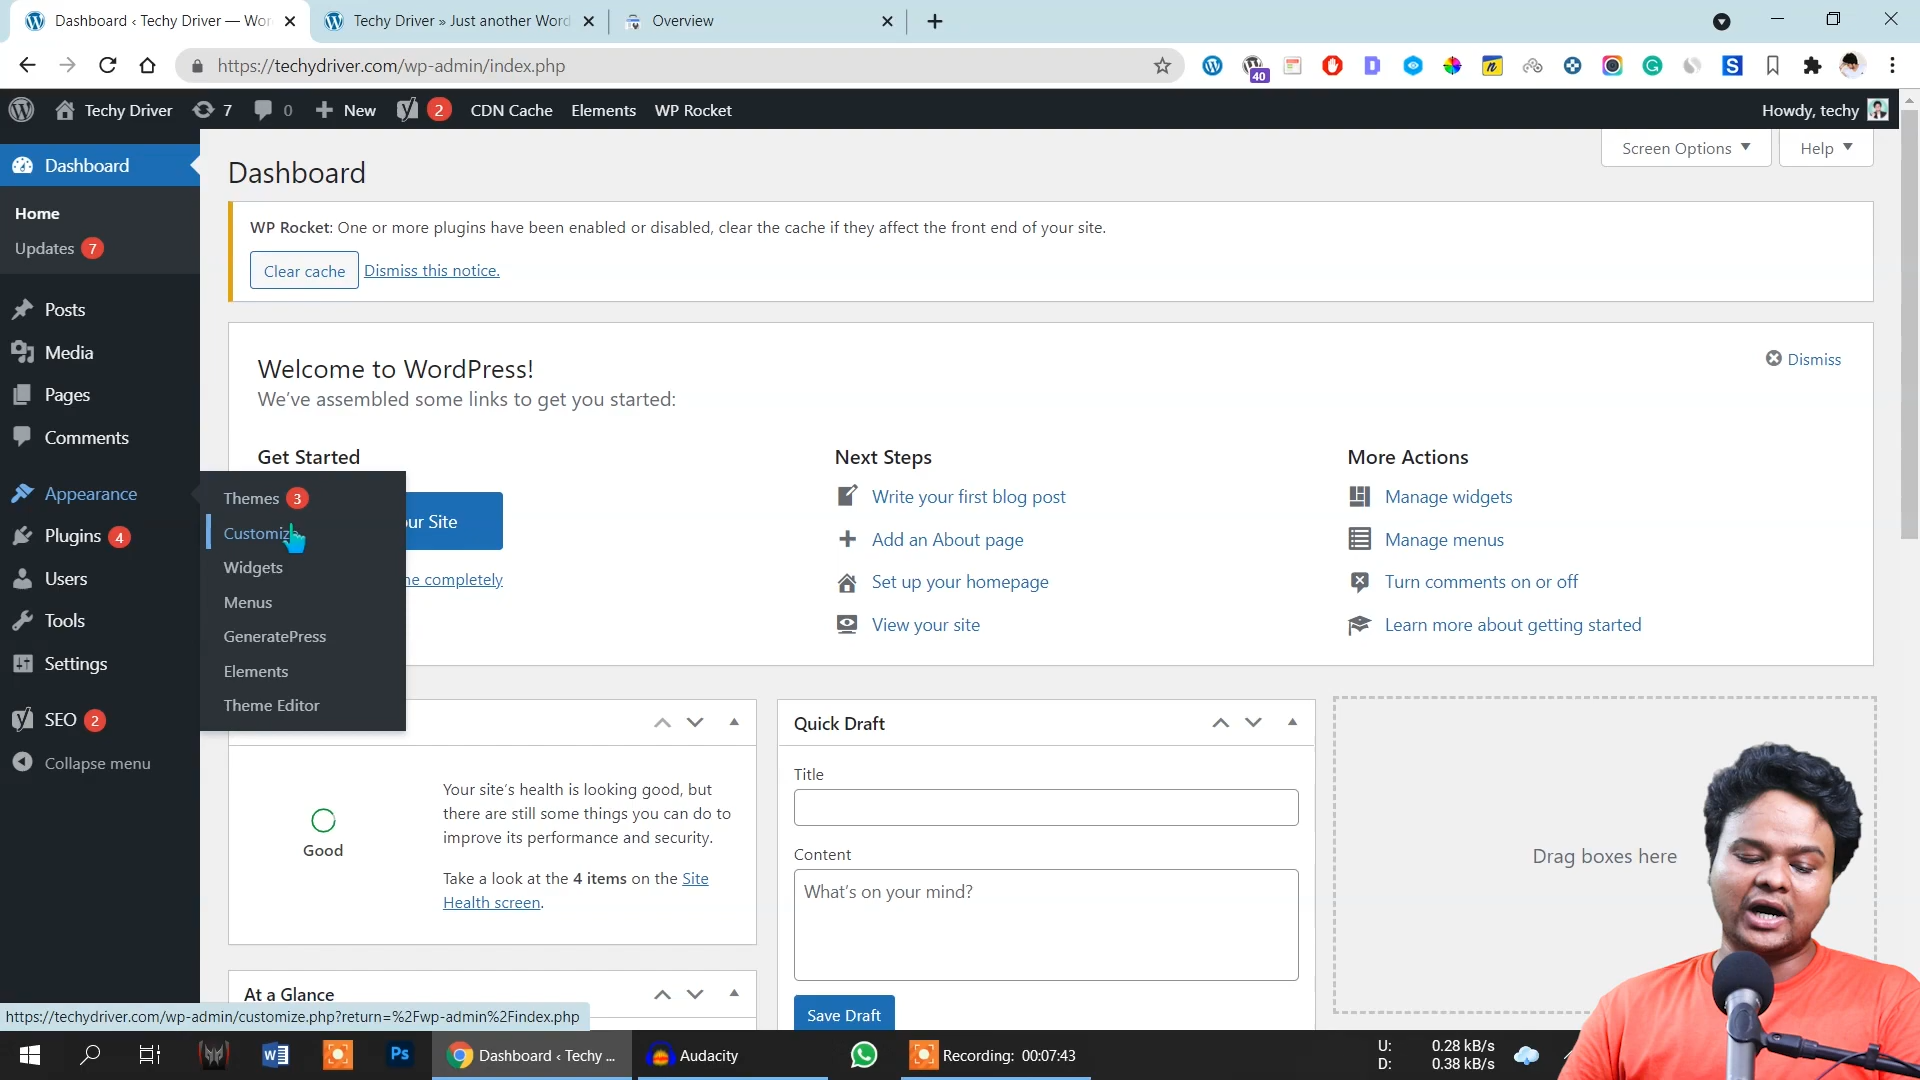 Dashboard ‹ Techy Driver — Wor
Techy Driver » Just another Word
Overview
https://techydriver.com/wp-admin/index.php
40
Techy Driver
7
0
New
2
CDN Cache
Elements
WP Rocket
Howdy, techy
Dashboard
Home
Updates 7
Posts
Media
Pages
Comments
Appearance
Plugins 4
Users
Tools
Settings
SEO 2
Collapse menu
Themes 3
Customize
Widgets
Menus
GeneratePress
Elements
Theme Editor
Dashboard
Screen Options
Help
WP Rocket: One or more plugins have been enabled or disabled, clear the cache if they affect the front end of your site.
Clear cache
Dismiss this notice.
Welcome to WordPress!
We've assembled some links to get you started:
Dismiss
Get Started
our Site
me completely
Next Steps
Write your first blog post
Add an About page
Set up your homepage
View your site
More Actions
Manage widgets
Manage menus
Turn comments on or off
Learn more about getting started
Good
Your site's health is looking good, but
there are still some things you can do to
improve its performance and security.
Take a look at the 4 items on the Site
Health screen.
At a Glance
Quick Draft
Title
Content
What's on your mind?
Save Draft
Drag boxes here
https://techydriver.com/wp-admin/customize.php?return=%2Fwp-admin%2Findex.php
Dashboard ‹ Techy ...
Audacity
Recording: 00:07:43
U: 0.28 kB/s
D: 0.38 kB/s